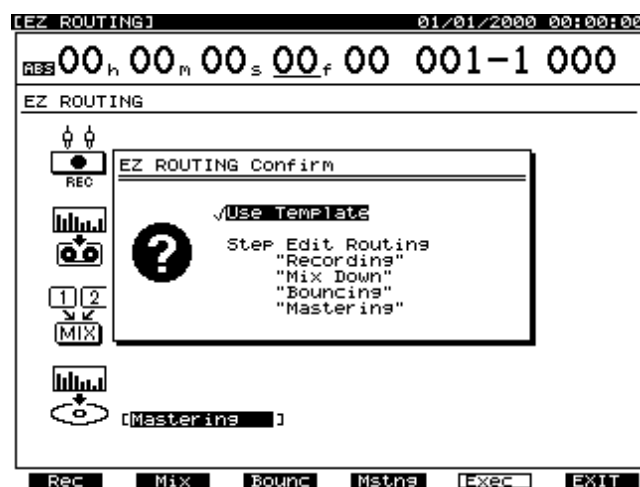 [EZ ROUTING] 01/01/2000 00:00:00
ABS 00h 00m 00s 00f 00 001-1 000
EZ ROUTING
REC
EZ ROUTING Confirm
√Use Template
Step Edit Routing
"Recording"
"Mix Down"
"Bouncing"
"Mastering"
1 2
MIX
[Mastering ]
Rec Mix Bounc Mstng Exec EXIT